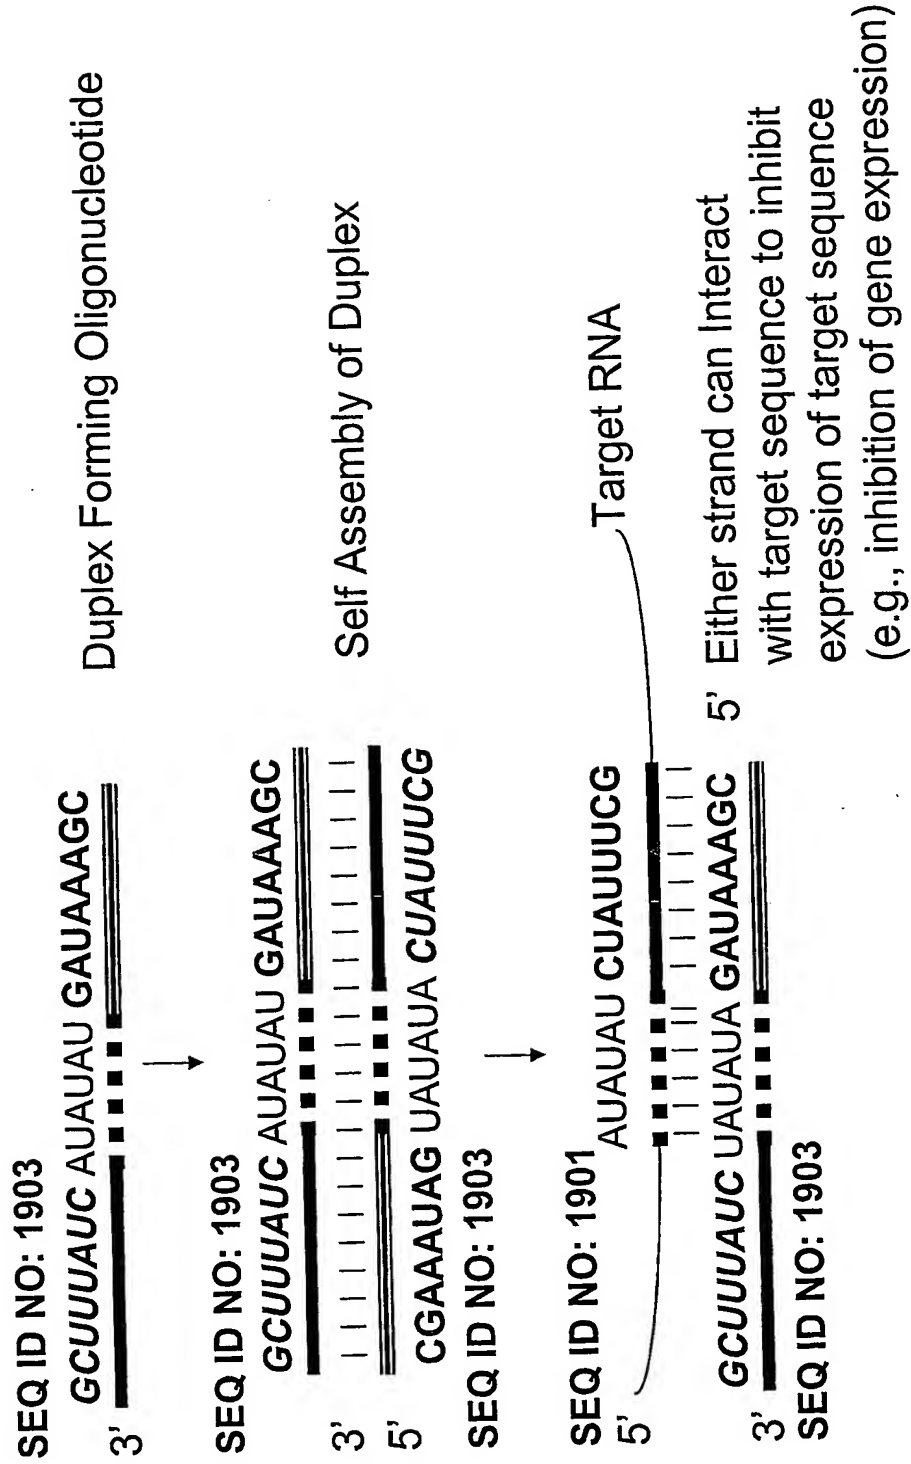 SEQ ID NO: 1903
GCUUUAUC AUAUAU GAUAAAGC
3'
Duplex Forming Oligonucleotide
SEQ ID NO: 1903
GCUUUAUC AUAUAU GAUAAAGC
3'
5'
CGAAAUAG UAUAUA CUAUUUCG
SEQ ID NO: 1903
Self Assembly of Duplex
SEQ ID NO: 1901
AUAUAU CUAUUUCG
5'
Target RNA
GCUUUAUC UAUAUA GAUAAAGC
3'
5'
SEQ ID NO: 1903
Either strand can Interact
with target sequence to inhibit
expression of target sequence
(e.g., inhibition of gene expression)